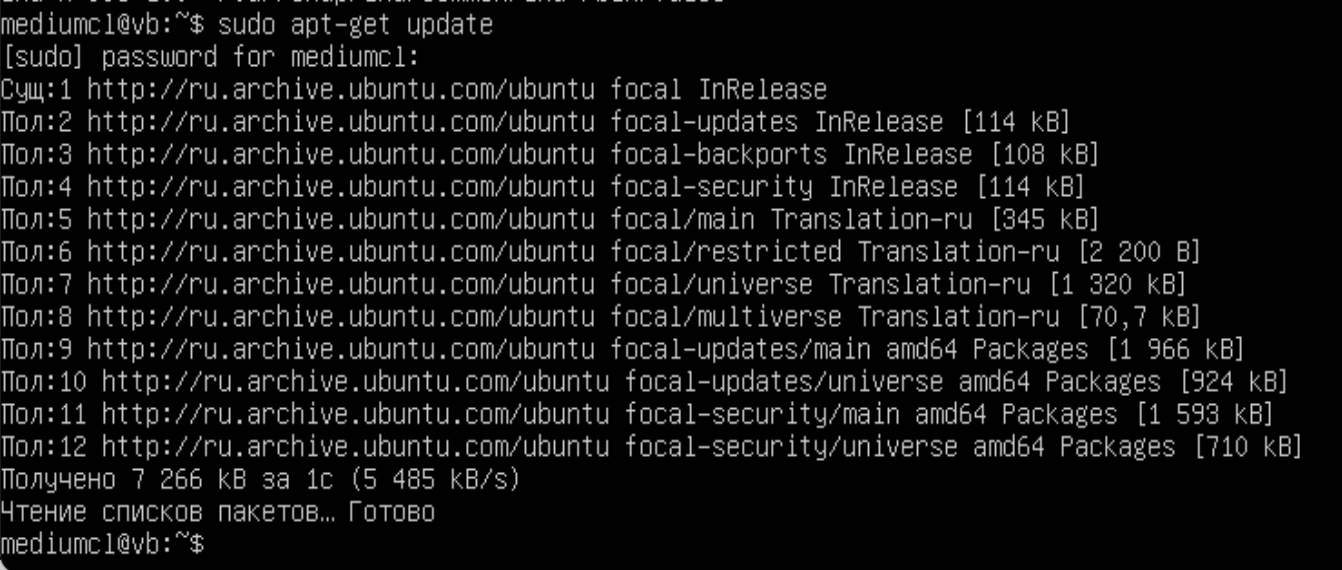 mediumcl@vb:~$ sudo apt-get update
[sudo] password for mediumcl:
Сущ:1 http://ru.archive.ubuntu.com/ubuntu focal InRelease
Пол:2 http://ru.archive.ubuntu.com/ubuntu focal-updates InRelease [114 kB]
Пол:3 http://ru.archive.ubuntu.com/ubuntu focal-backports InRelease [108 kB]
Пол:4 http://ru.archive.ubuntu.com/ubuntu focal-security InRelease [114 kB]
Пол:5 http://ru.archive.ubuntu.com/ubuntu focal/main Translation-ru [345 kB]
Пол:6 http://ru.archive.ubuntu.com/ubuntu focal/restricted Translation-ru [2 200 B]
Пол:7 http://ru.archive.ubuntu.com/ubuntu focal/universe Translation-ru [1 320 kB]
Пол:8 http://ru.archive.ubuntu.com/ubuntu focal/multiverse Translation-ru [70,7 kB]
Пол:9 http://ru.archive.ubuntu.com/ubuntu focal-updates/main amd64 Packages [1 966 kB]
Пол:10 http://ru.archive.ubuntu.com/ubuntu focal-updates/universe amd64 Packages [924 kB]
Пол:11 http://ru.archive.ubuntu.com/ubuntu focal-security/main amd64 Packages [1 593 kB]
Пол:12 http://ru.archive.ubuntu.com/ubuntu focal-security/universe amd64 Packages [710 kB]
Получено 7 266 kB за 1с (5 485 kB/s)
Чтение списков пакетов… Готово
mediumcl@vb:~$